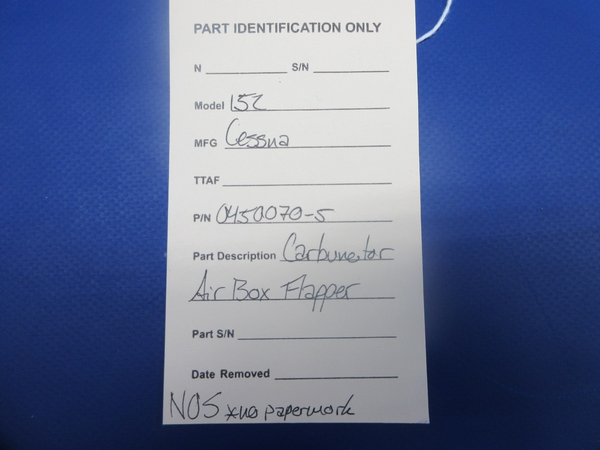 PART IDENTIFICATION ONLY
N S/N
Model 152
MFG Cessna
TTAF
P/N 0450070-5
Part Description Carburetor
Air Box Flapper
Part S/N
Date Removed
NOS *no paperwork